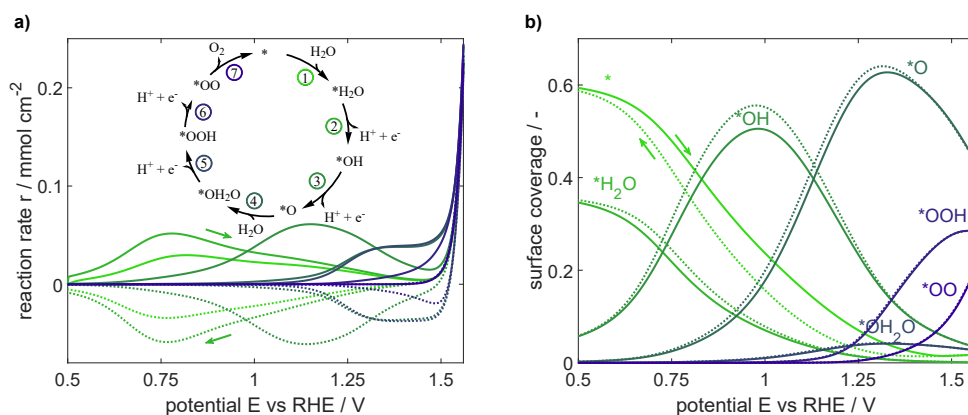 a)
b)
reaction rate r / mmol cm⁻²
0.2
0.1
0
0.5
0.75
1
1.25
1.5
potential E vs RHE / V
*
H₂O
1
*H₂O
2
H⁺ + e⁻
*OH
3
H⁺ + e⁻
*O
4
H₂O
*OH₂O
5
H⁺ + e⁻
*OOH
6
H⁺ + e⁻
*OO
7
O₂
surface coverage / -
0.6
0.4
0.2
0
0.5
0.75
1
1.25
1.5
potential E vs RHE / V
*
*O
*OH
*H₂O
*OOH
*OO
*OH₂O